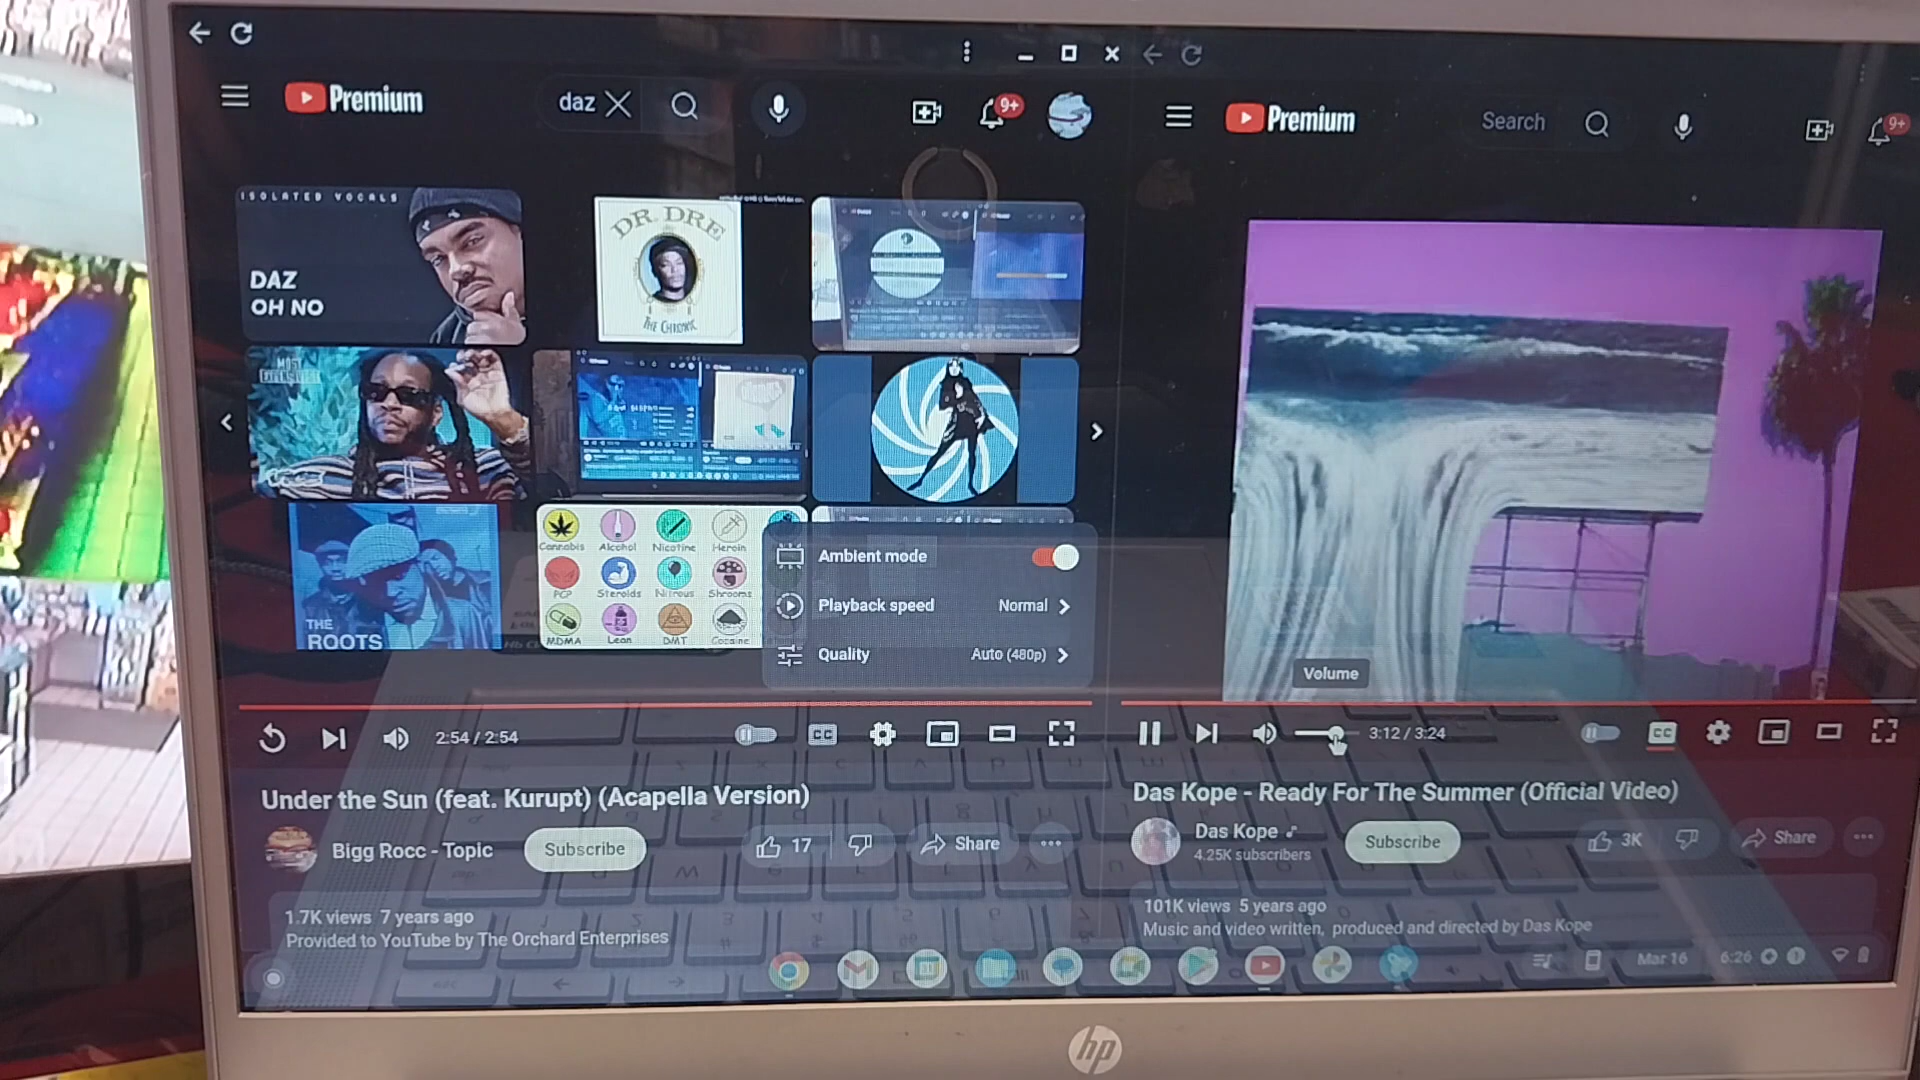 Premium
daz
9+
Premium
Search
9+
ISOLATED VOCALS
DAZ
OH NO
DR. DRE
THE CHRONIC
MOST
EXPENSIVEST
VICE
THE
ROOTS
Cannabis Alcohol Nicotine Heroin
PCP Steroids Nitrous Shrooms
MDMA Lean DMT Cocaine
Ambient mode
Playback speed Normal
Quality Auto (480p)
Volume
2:54 / 2:54
CC
3:12 / 3:24
CC
Under the Sun (feat. Kurupt) (Acapella Version)
Bigg Rocc - Topic
Subscribe
17
Share
1.7K views 7 years ago
Provided to YouTube by The Orchard Enterprises
Das Kope - Ready For The Summer (Official Video)
Das Kope
4.25K subscribers
Subscribe
3K
Share
101K views 5 years ago
Music and video written, produced and directed by Das Kope
Mar 16
6:26
hp